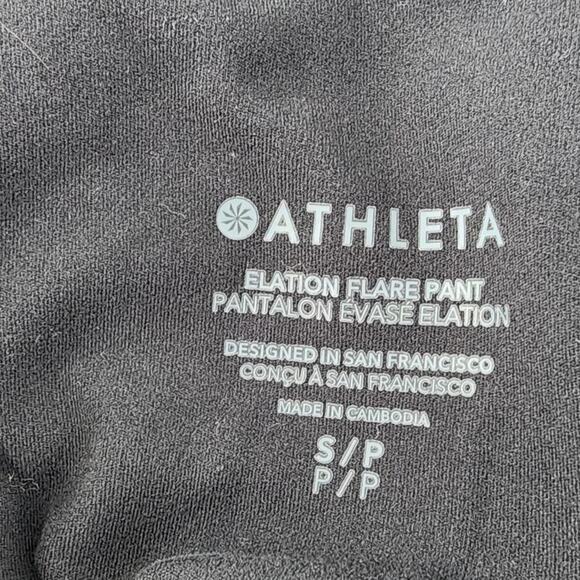 ATHLETA
ELATION FLARE PANT
PANTALON ÉVASÉ ELATION
DESIGNED IN SAN FRANCISCO
CONÇU À SAN FRANCISCO
MADE IN CAMBODIA
S/P
P/P